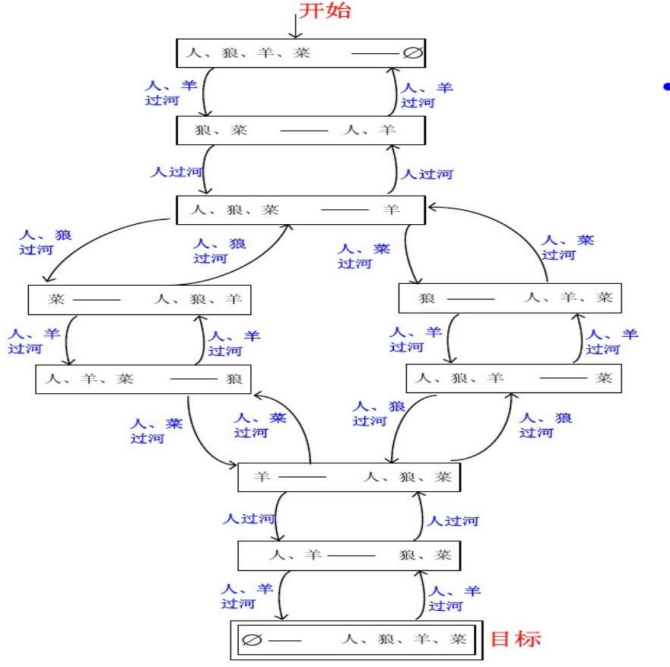 开始
人、狼、羊、菜 —— ∅
人、羊
过河
人、羊
过河
狼、菜 —— 人、羊
人过河
人过河
人、狼、菜 —— 羊
人、狼
过河
人、狼
过河
人、菜
过河
人、菜
过河
菜 —— 人、狼、羊
狼 —— 人、羊、菜
人、羊
过河
人、羊
过河
人、羊
过河
人、羊
过河
人、羊、菜 —— 狼
人、狼、羊 —— 菜
人、菜
过河
人、菜
过河
人、狼
过河
人、狼
过河
羊 —— 人、狼、菜
人过河
人过河
人、羊 —— 狼、菜
人、羊
过河
人、羊
过河
∅ —— 人、狼、羊、菜
目标